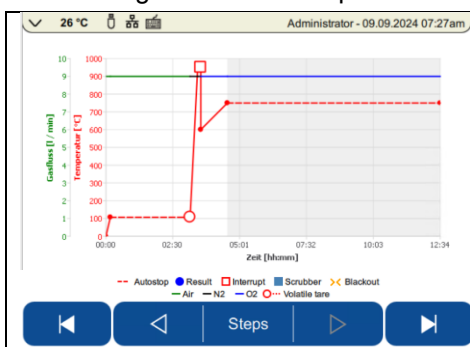 26 °C
Administrator - 09.09.2024 07:27am
Gasfluss [l / min]
10
9
8
7
6
5
4
3
2
1
0
Temperatur [°C]
1000
900
800
700
600
500
400
300
200
100
0
00:00 02:30 05:01 07:32 10:03 12:34
Zeit [hh:mm]
Autostop Result Interrupt Scrubber Blackout
Air N2 O2 Volatile tare
Steps